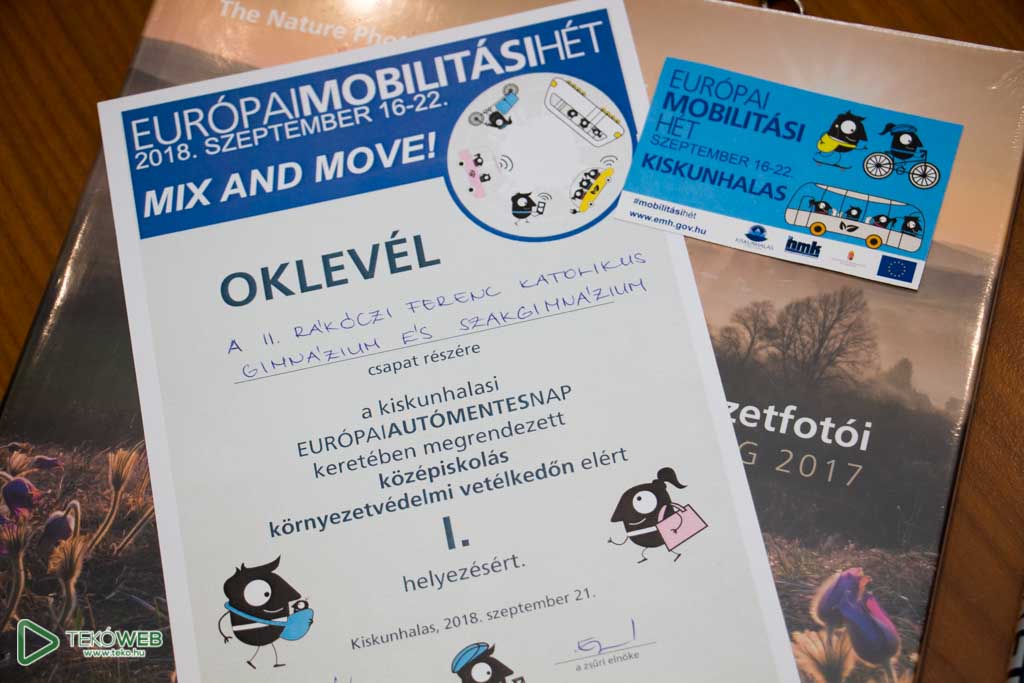 The Nature
EURÓPAIMOBILITÁSIHÉT
2018. SZEPTEMBER 16-22.
MIX AND MOVE!
OKLEVÉL
A II. RÁKÓCZI FERENC KATOLIKUS
GIMNÁZIUM ÉS SZAKGIMNÁZIUM
csapat részére
a kiskunhalasi
EURÓPAIAUTÓMENTESNAP
keretében megrendezett
középiskolás
környezetvédelmi vetélkedőn elért
I.
helyezésért.
Kiskunhalas, 2018. szeptember 21.
a zsűri elnöke
EURÓPAI
MOBILITÁSI
HÉT
SZEPTEMBER 16-22.
KISKUNHALAS
#mobilitásihét
www.emh.gov.hu
KISKUNHALAS
hmk
zetfotói
G 2017
TEKÓWEB
www.teko.hu